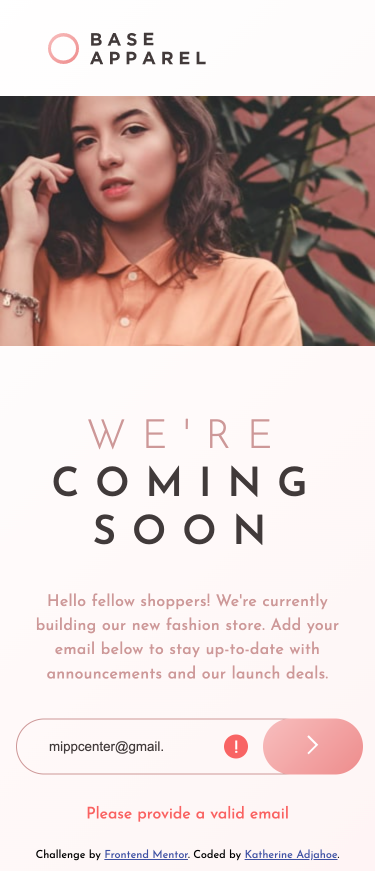 BASE
APPAREL
WE'RE
COMING
SOON
Hello fellow shoppers! We're currently
building our new fashion store. Add your
email below to stay up-to-date with
announcements and our launch deals.
mippcenter@gmail.
!
Please provide a valid email
Challenge by Frontend Mentor. Coded by Katherine Adjahoe.